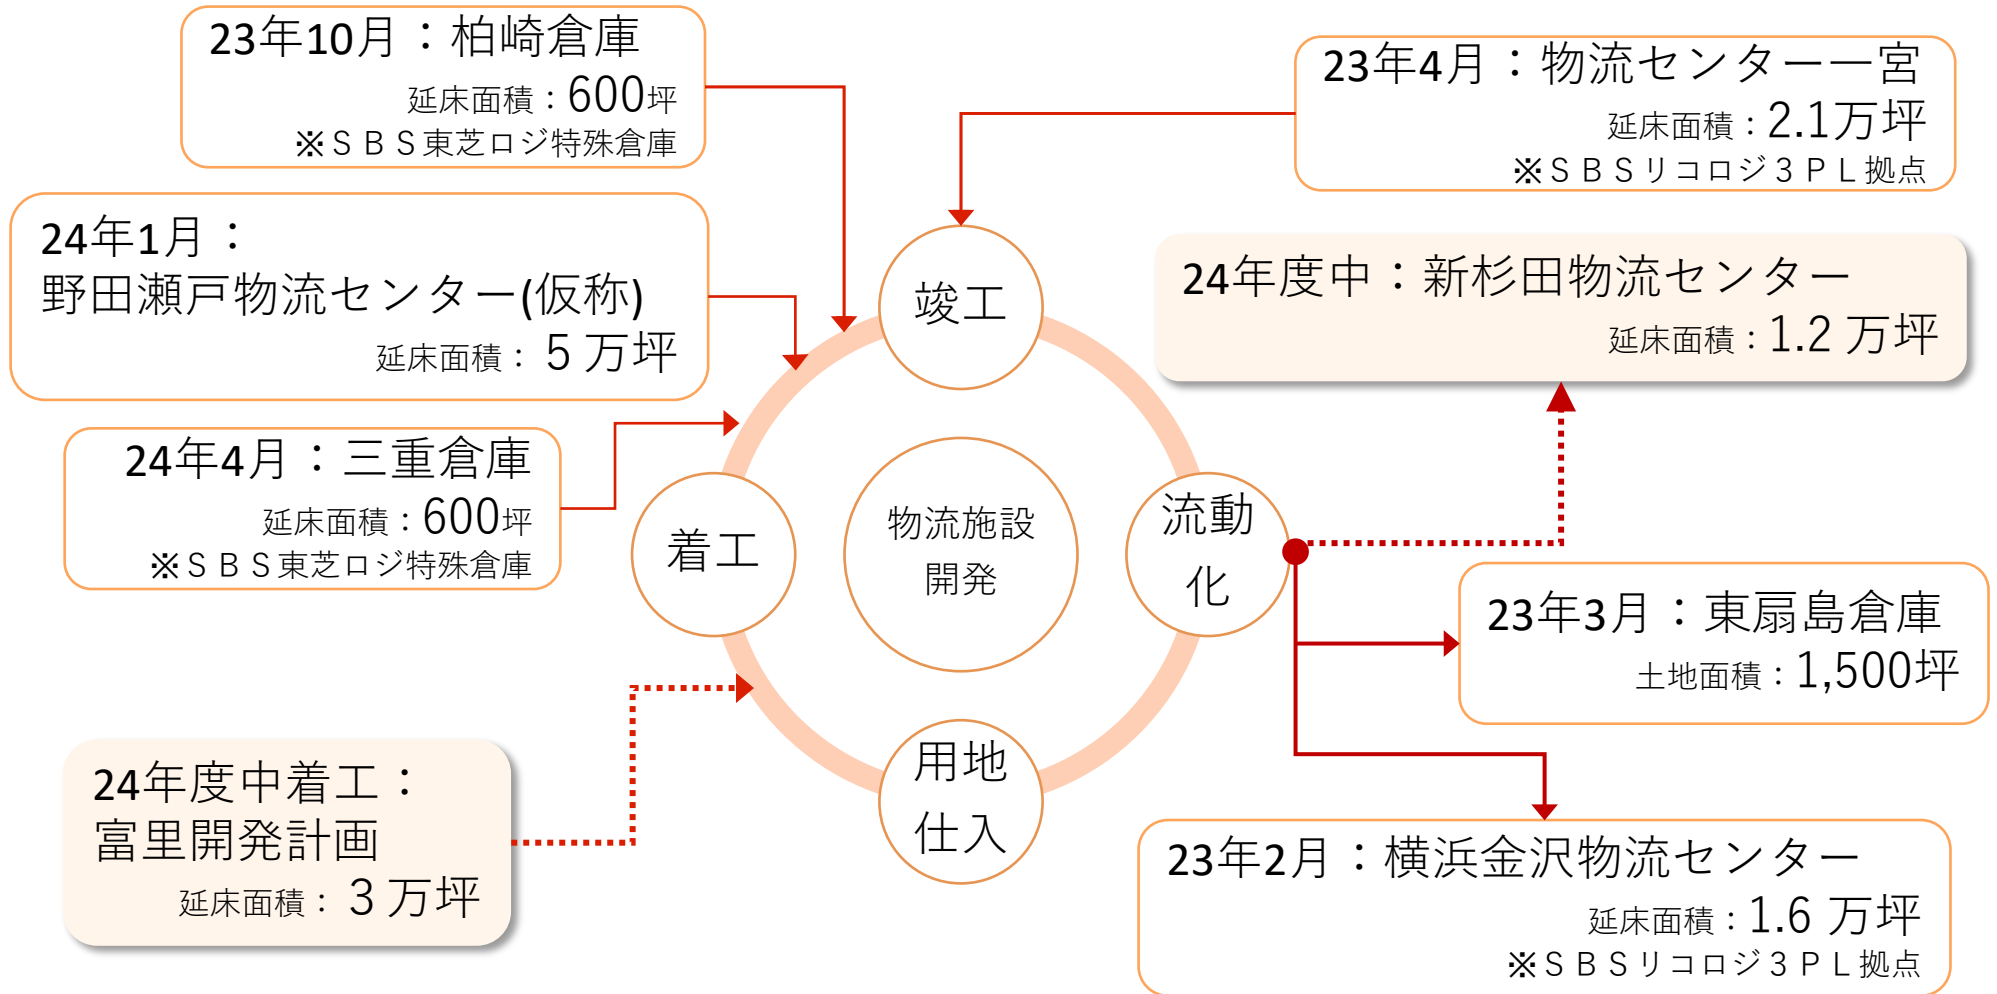 23年10月：柏崎倉庫
延床面積：600坪
※ＳＢＳ東芝ロジ特殊倉庫
23年4月：物流センター一宮
延床面積：2.1万坪
※ＳＢＳリコロジ３ＰＬ拠点
24年1月：
野田瀬戸物流センター(仮称)
延床面積：５万坪
竣工
24年度中：新杉田物流センター
延床面積：1.2 万坪
24年4月：三重倉庫
延床面積：600坪
※ＳＢＳ東芝ロジ特殊倉庫
着工
物流施設
開発
流動
化
23年3月：東扇島倉庫
土地面積：1,500坪
24年度中着工：
富里開発計画
延床面積：３万坪
用地
仕入
23年2月：横浜金沢物流センター
延床面積：1.6 万坪
※ＳＢＳリコロジ３ＰＬ拠点